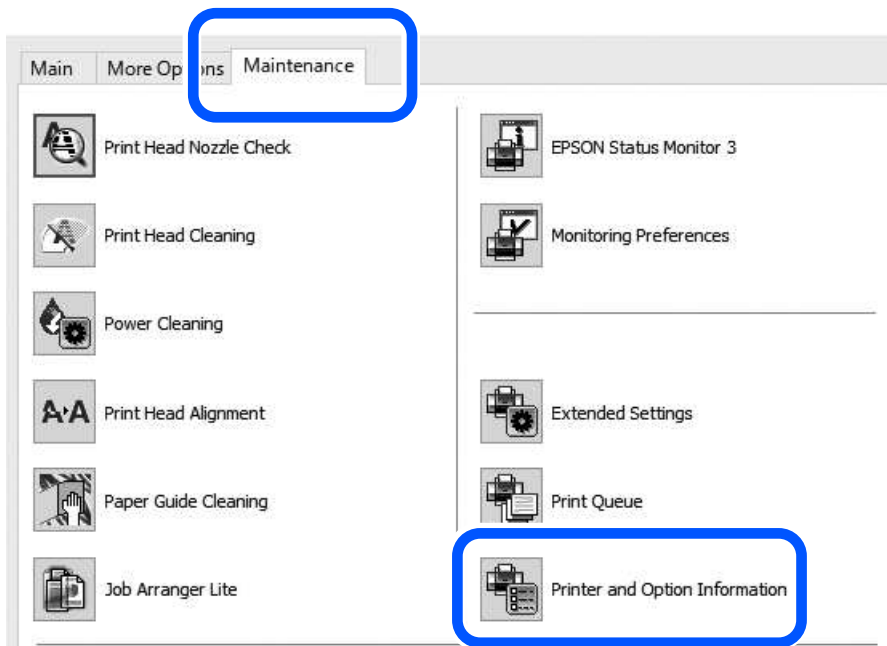 Main More Options Maintenance
Print Head Nozzle Check
Print Head Cleaning
Power Cleaning
A·A Print Head Alignment
Paper Guide Cleaning
Job Arranger Lite
EPSON Status Monitor 3
Monitoring Preferences
Extended Settings
Print Queue
Printer and Option Information